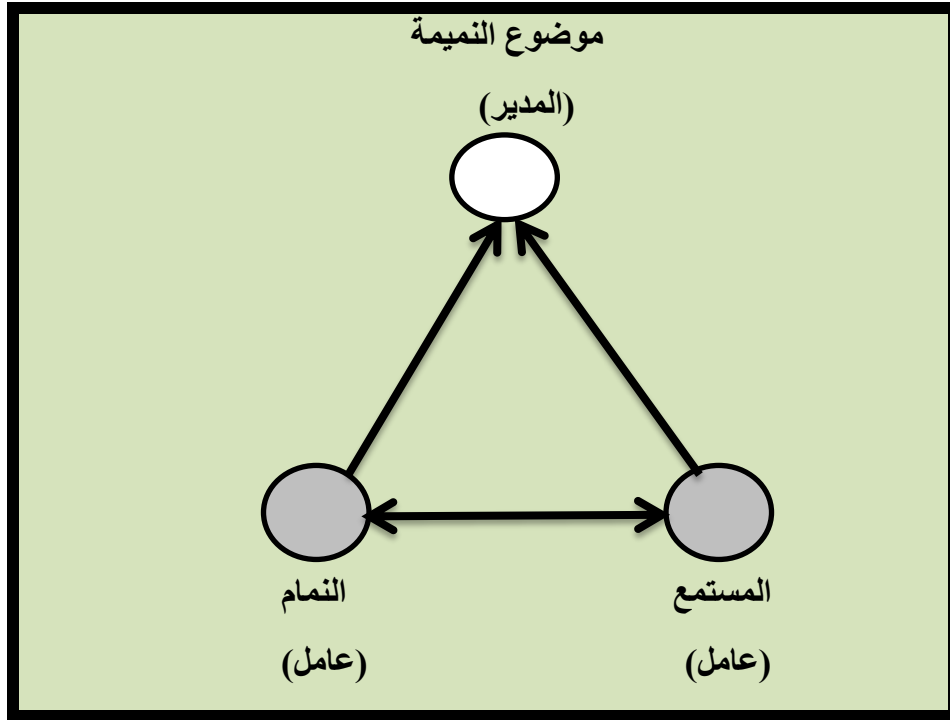 موضوع النميمة
(المدير)
المستمع
(عامل)
النمام
(عامل)